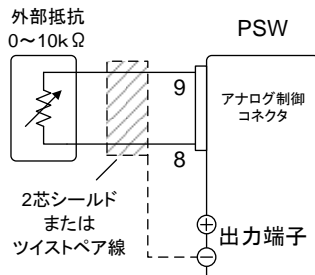 外部抵抗
0～10kΩ
PSW
9
アナログ制御
コネクタ
8
2芯シールド
または
ツイストペア線
＋
出力端子
－